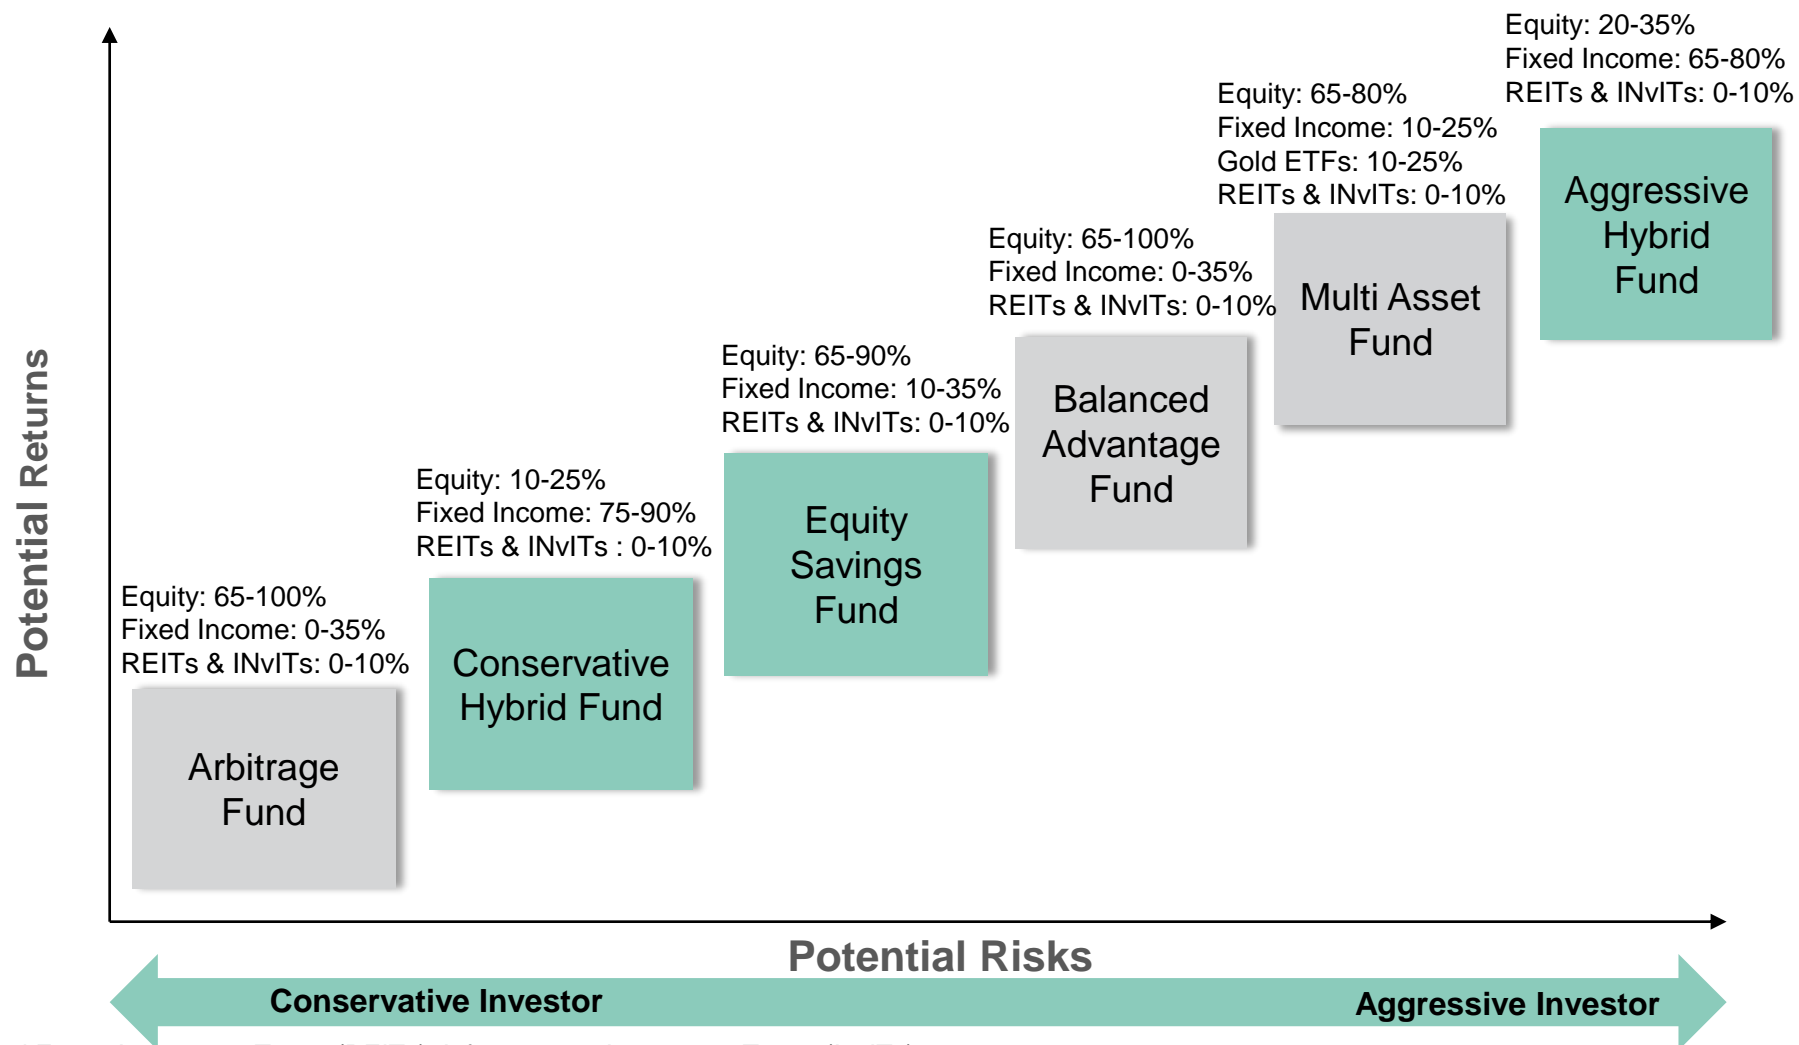 Equity: 20-35%
Fixed Income: 65-80%
REITs & INvITs: 0-10%
Aggressive
Hybrid
Fund
Equity: 65-80%
Fixed Income: 10-25%
Gold ETFs: 10-25%
REITs & INvITs: 0-10%
Multi Asset
Fund
Equity: 65-100%
Fixed Income: 0-35%
REITs & INvITs: 0-10%
Balanced
Advantage
Fund
Equity: 65-90%
Fixed Income: 10-35%
REITs & INvITs: 0-10%
Equity
Savings
Fund
Equity: 10-25%
Fixed Income: 75-90%
REITs & INvITs : 0-10%
Conservative
Hybrid Fund
Equity: 65-100%
Fixed Income: 0-35%
REITs & INvITs: 0-10%
Arbitrage
Fund
Potential Returns
Potential Risks
Conservative Investor
Aggressive Investor